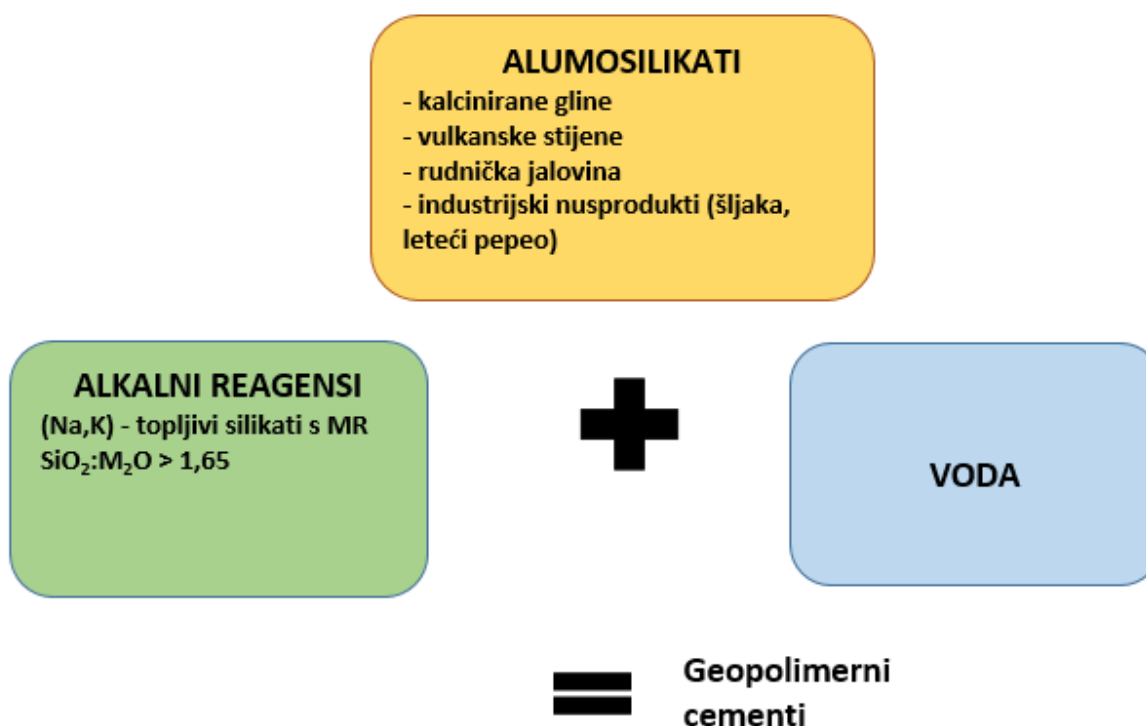 ALUMOSILIKATI
- kalcinirane gline
- vulkanske stijene
- rudnička jalovina
- industrijski nusprodukti (šljaka,
leteći pepeo)
ALKALNI REAGENSI
(Na,K) - topljivi silikati s MR
SiO₂:M₂O > 1,65
VODA
Geopolimerni
cementi